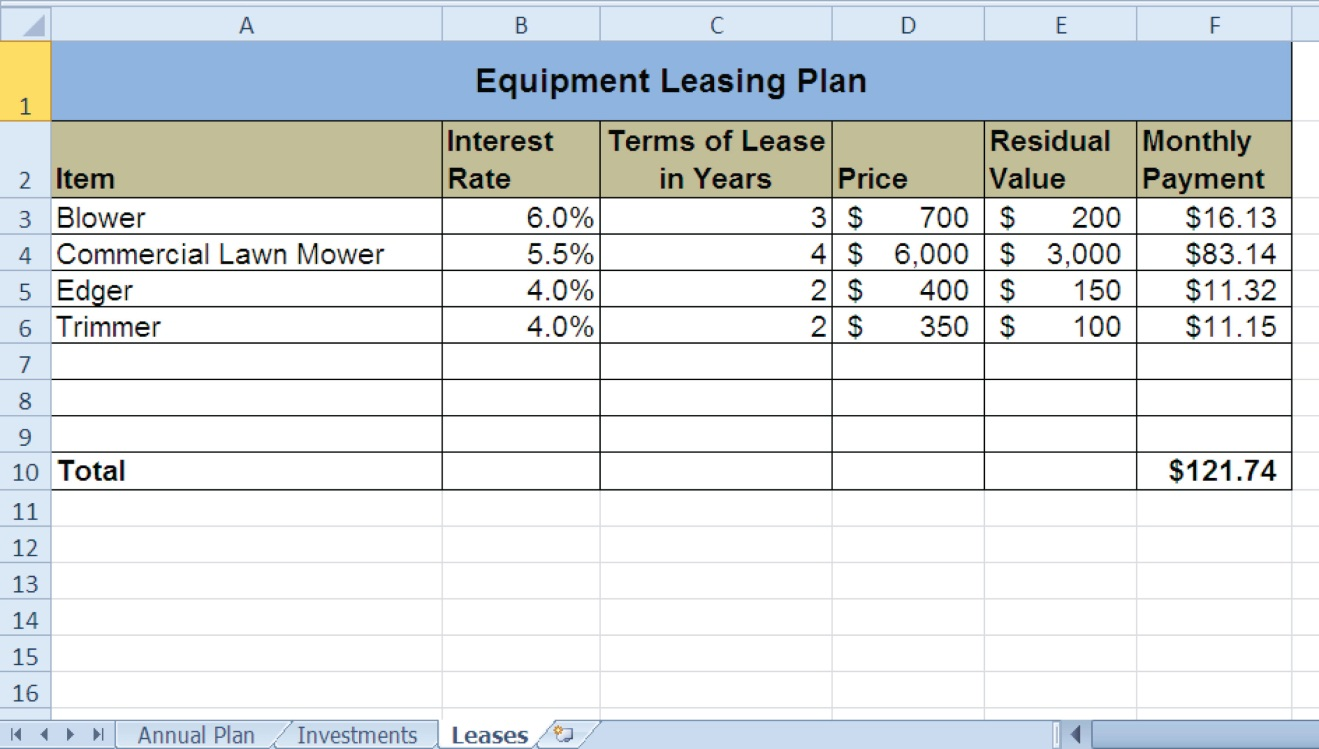 A B C D E F
1 Equipment Leasing Plan
Interest Terms of Lease Residual Monthly
2 Item Rate in Years Price Value Payment
3 Blower 6.0% 3 $ 700 $ 200 $16.13
4 Commercial Lawn Mower 5.5% 4 $ 6,000 $ 3,000 $83.14
5 Edger 4.0% 2 $ 400 $ 150 $11.32
6 Trimmer 4.0% 2 $ 350 $ 100 $11.15
7
8
9
10 Total $121.74
11
12
13
14
15
16
Annual Plan Investments Leases